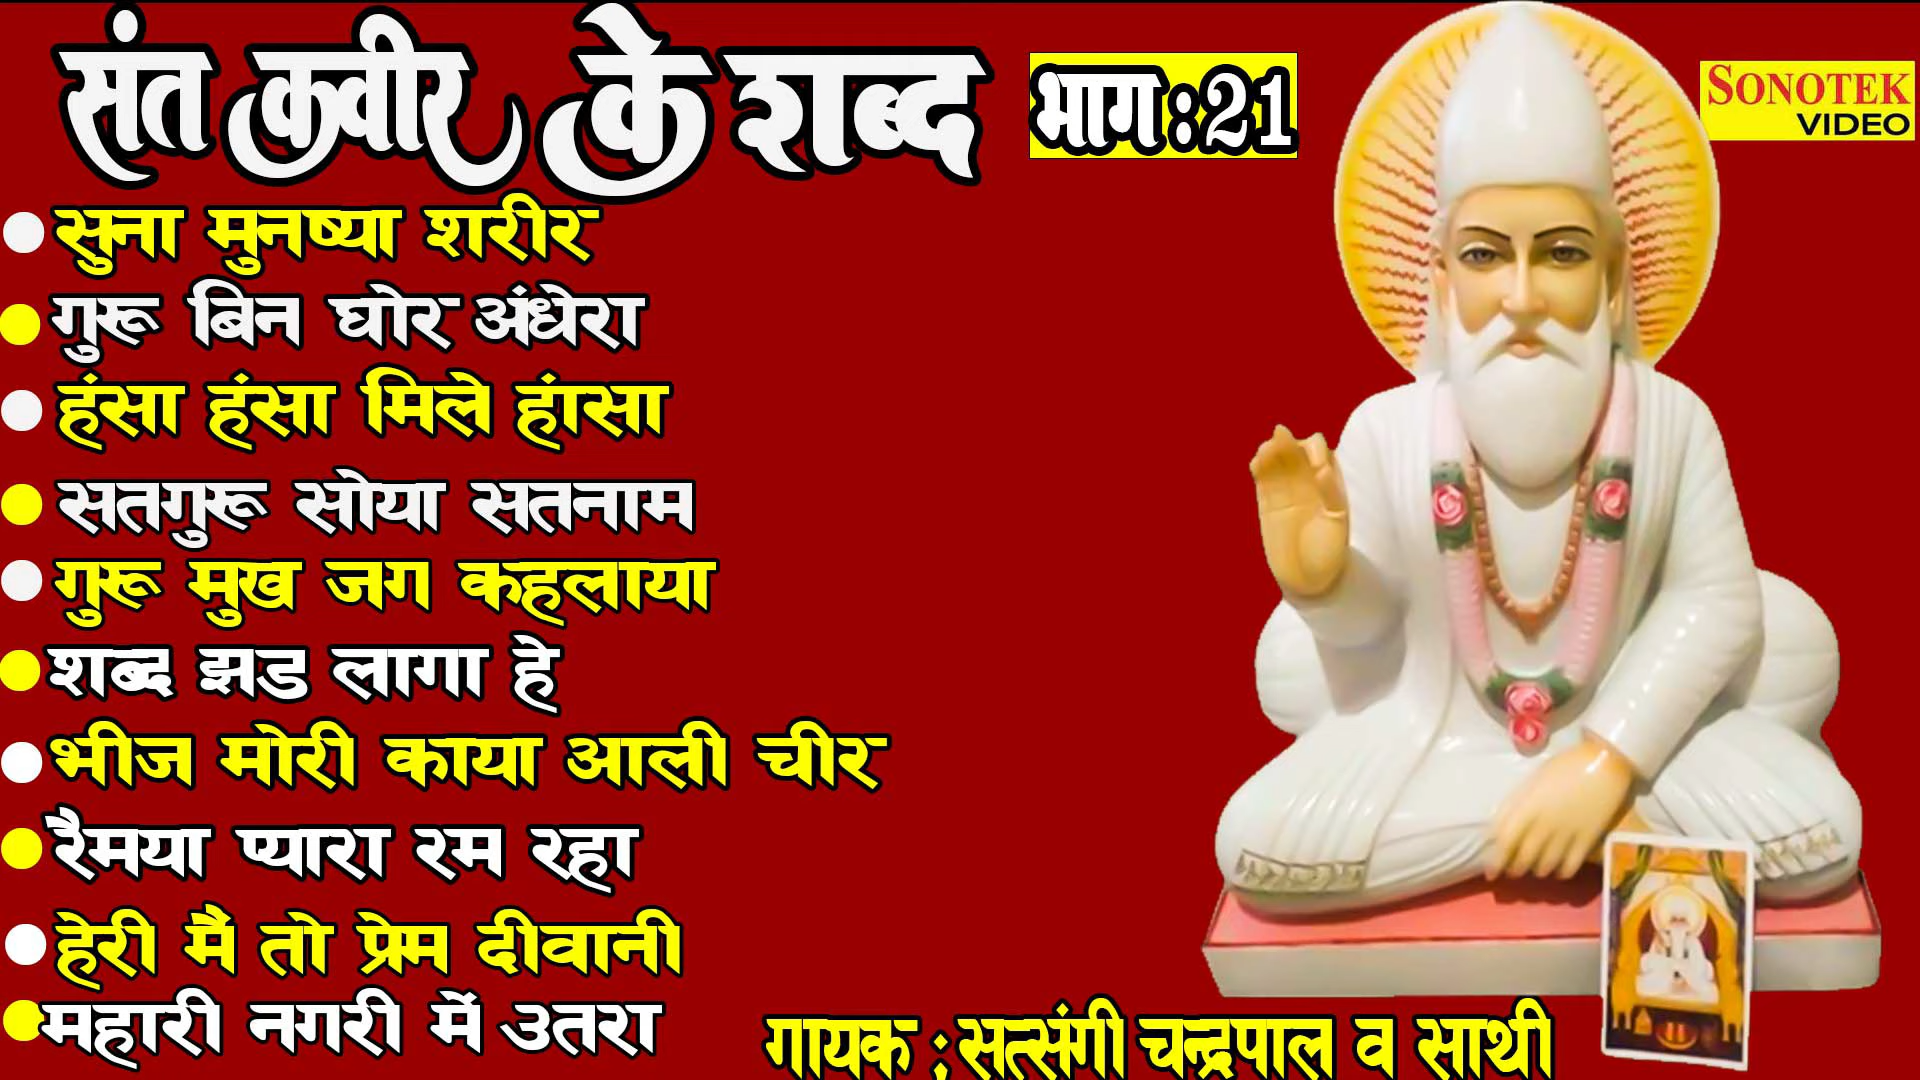 संत कवीर के शब्द
भाग:21
SONOTEK
VIDEO
सुना मुनष्या शरीर
गुरू बिन घोर अंधेरा
हंसा हंसा मिले हांसा
सतगुरू सोया सतनाम
गुरू मुख जग कहलाया
शब्द झड लागा हे
भीज मोरी काया आली चीर
रैमया प्यारा रम रहा
हेरी मैं तो प्रेम दीवानी
महारी नगरी में उतरा
गायक ; सत्संगी चन्द्रपाल व साथी